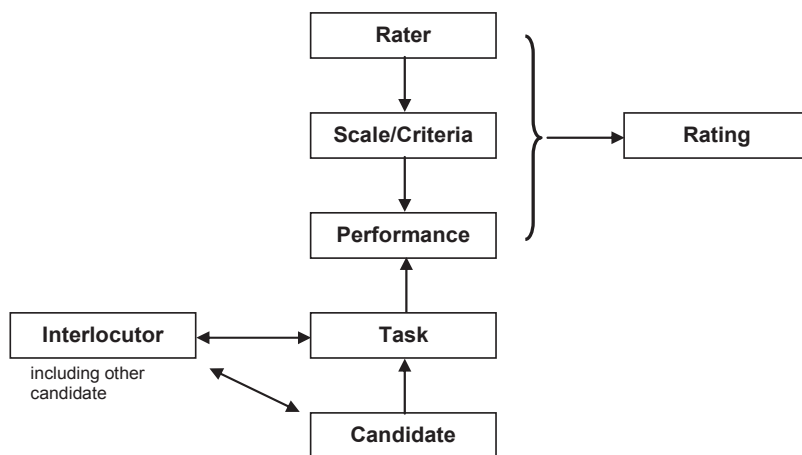 Rater
Scale/Criteria
Rating
Performance
Interlocutor
Task
including other
candidate
Candidate